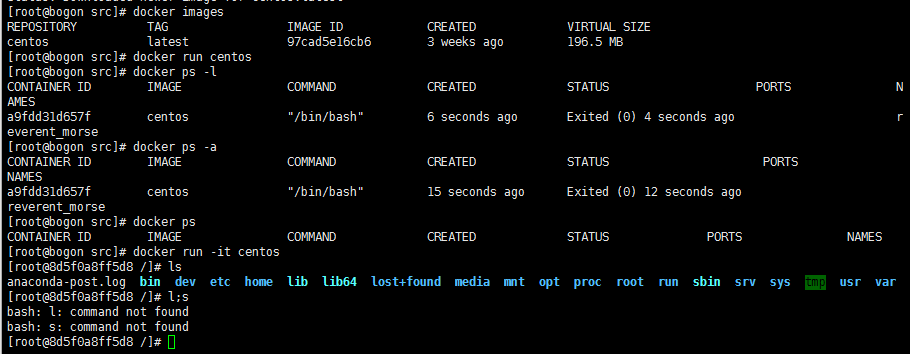 [root@bogon src]# docker images
REPOSITORY TAG IMAGE ID CREATED VIRTUAL SIZE
centos latest 97cad5e16cb6 3 weeks ago 196.5 MB
[root@bogon src]# docker run centos
[root@bogon src]# docker ps -l
CONTAINER ID IMAGE COMMAND CREATED STATUS PORTS N
AMES
a9fdd31d657f centos "/bin/bash" 6 seconds ago Exited (0) 4 seconds ago r
everent_morse
[root@bogon src]# docker ps -a
CONTAINER ID IMAGE COMMAND CREATED STATUS PORTS
NAMES
a9fdd31d657f centos "/bin/bash" 15 seconds ago Exited (0) 12 seconds ago
reverent_morse
[root@bogon src]# docker ps
CONTAINER ID IMAGE COMMAND CREATED STATUS PORTS NAMES
[root@bogon src]# docker run -it centos
[root@8d5f0a8ff5d8 /]# ls
anaconda-post.log bin dev etc home lib lib64 lost+found media mnt opt proc root run sbin srv sys tmp usr var
[root@8d5f0a8ff5d8 /]# l;s
bash: l: command not found
bash: s: command not found
[root@8d5f0a8ff5d8 /]#